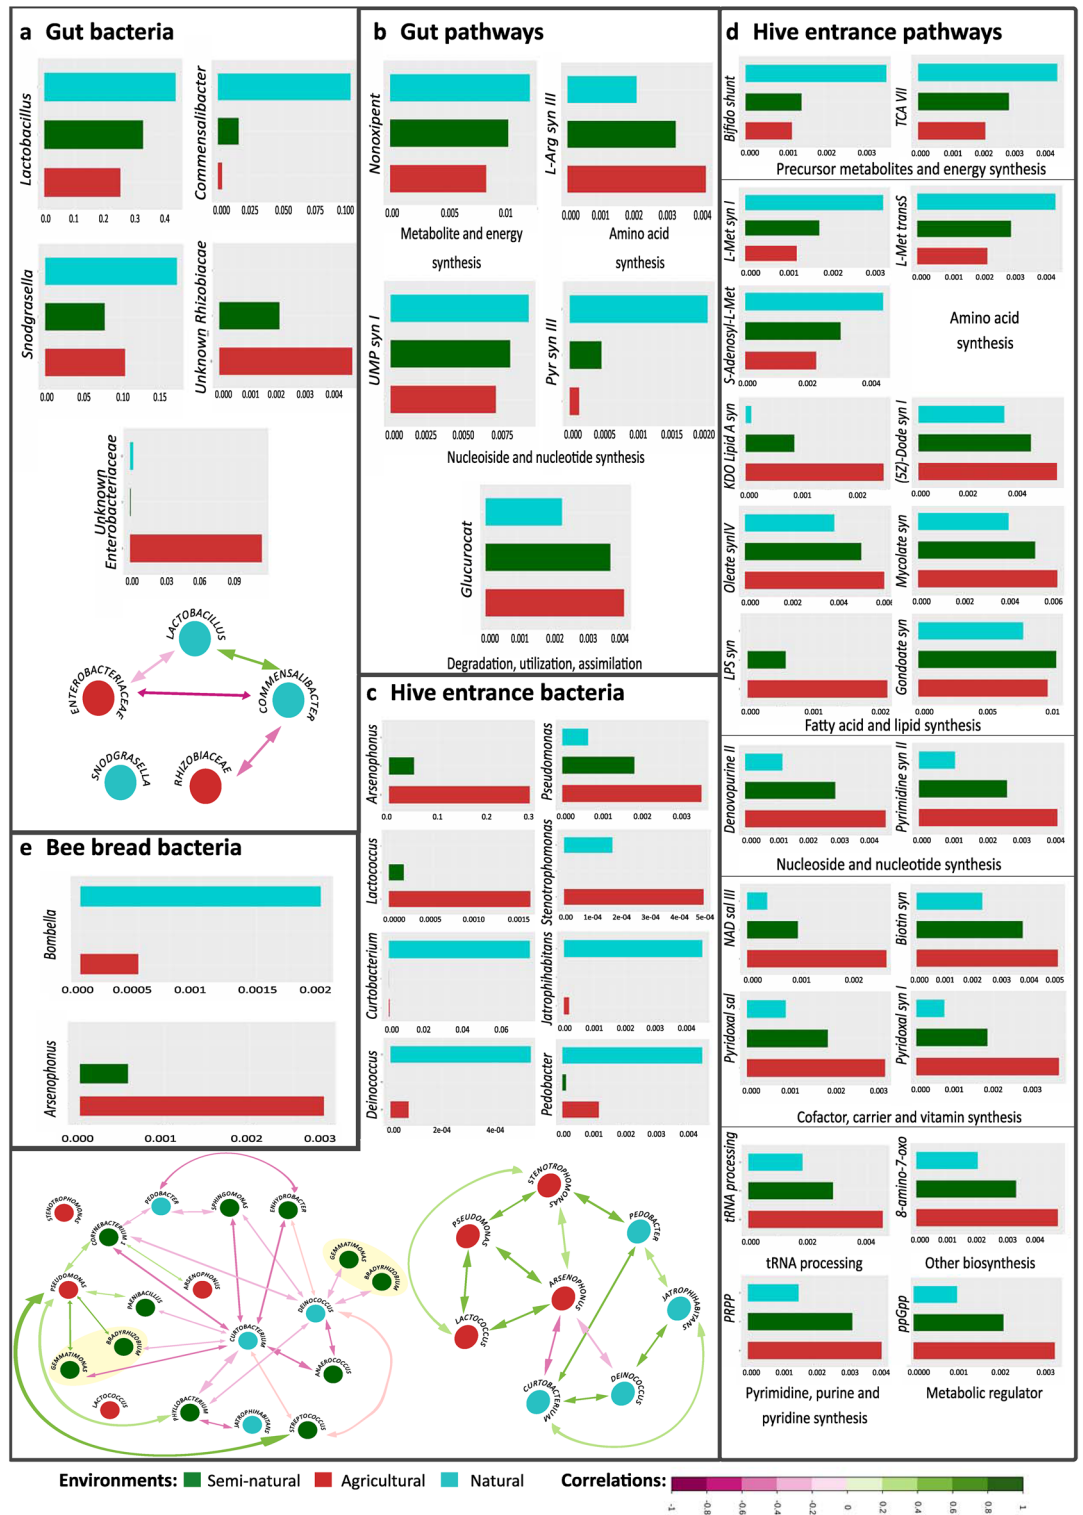 a Gut bacteria
Lactobacillus
0.0 0.1 0.2 0.3 0.4
Commensalibacter
0.000 0.025 0.050 0.075 0.100
Snodgrasella
0.00 0.05 0.10 0.15
Unknown Rhizobiacae
0.00 0.001 0.002 0.003 0.004
Unknown
Enterobacteriaceae
0.00 0.03 0.06 0.09
LACTOBACILLUS
ENTEROBACTERIACEAE
COMMENSALIBACTER
SNODGRASELLA
RHIZOBIACEAE
b Gut pathways
Nonoxipent
0.00 0.005 0.01
Metabolite and energy
synthesis
L-Arg syn III
0.000 0.001 0.002 0.003 0.004
Amino acid
synthesis
UMP syn I
0.000 0.0025 0.005 0.0075
Pyr syn III
0.000 0.0005 0.001 0.0015 0.0020
Nucleoiside and nucleotide synthesis
Glucurocat
0.000 0.001 0.002 0.003 0.004
Degradation, utilization, assimilation
c Hive entrance bacteria
Arsenophonus
0.0 0.1 0.2 0.3
Pseudomonas
0.000 0.001 0.002 0.003
Lactococcus
0.0000 0.0005 0.0010 0.0015
Stenotrophomonas
0.00 1e-04 2e-04 3e-04 4e-04 5e-04
Curtobacterium
0.00 0.02 0.04 0.06
Jatrophihabitans
0.00 0.001 0.002 0.003 0.004
Deinococcus
0.00 2e-04 4e-04
Pedobacter
0.000 0.001 0.002 0.003 0.004
d Hive entrance pathways
Bifido shunt
0.000 0.001 0.002 0.003
TCA VII
0.000 0.001 0.002 0.003 0.004
Precursor metabolites and energy synthesis
L-Met syn I
0.000 0.001 0.002 0.003
L-Met transS
0.000 0.001 0.002 0.003 0.004
S-Adenosyl-L-Met
0.000 0.002 0.004
Amino acid
synthesis
KDO Lipid A syn
0.000 0.001 0.002
(5Z)-Dode syn I
0.000 0.002 0.004
Oleate synIV
0.000 0.002 0.004 0.006
Mycolate syn
0.000 0.002 0.004 0.006
LPS syn
0.000 0.001 0.002
Gondoate syn
0.000 0.005 0.01
Fatty acid and lipid synthesis
Denovopurine II
0.000 0.001 0.002 0.003 0.004
Pyrimidine syn II
0.000 0.001 0.002 0.003 0.004
Nucleoside and nucleotide synthesis
NAD sal III
0.000 0.001 0.002
Biotin syn
0.000 0.001 0.002 0.003 0.004 0.005
Pyridoxal sal
0.000 0.001 0.002 0.003
Pyridoxal syn I
0.000 0.001 0.002 0.003
Cofactor, carrier and vitamin synthesis
tRNA processing
0.000 0.002 0.004
tRNA processing
8-amino-7-oxo
0.000 0.002 0.004
Other biosynthesis
PRPP
0.000 0.001 0.002 0.003 0.004
Pyrimidine, purine and
pyridine synthesis
ppGpp
0.000 0.001 0.002 0.003
Metabolic regulator
e Bee bread bacteria
Bombella
0.000 0.0005 0.001 0.0015 0.002
Arsenophonus
0.000 0.001 0.002 0.003
STENOTROPHOMONAS
PEDOBACTER
SPHINGOMONAS
ENHYDROBACTER
CORYNEBACTERIUM 1
GEMMATIMONAS
BRADYRHIZOBIUM
PSEUDOMONAS
PAENIBACILLUS
ARSENOPHONUS
DEINOCOCCUS
BRADYRHIZOBIUM
GEMMATIMONAS
CURTOBACTERIUM
ANAEROCOCCUS
LACTOCOCCUS
PHYLLOBACTERIUM
JATROPHIHABITANS
STREPTOCOCCUS
STENOTROPHOMONAS
PSEUDOMONAS
PEDOBACTER
ARSENOPHONUS
JATROPHIHABITANS
LACTOCOCCUS
DEINOCOCCUS
CURTOBACTERIUM
Environments: Semi-natural Agricultural Natural
Correlations:
-1 -0.8 -0.6 -0.4 -0.2 0 0.2 0.4 0.6 0.8 1